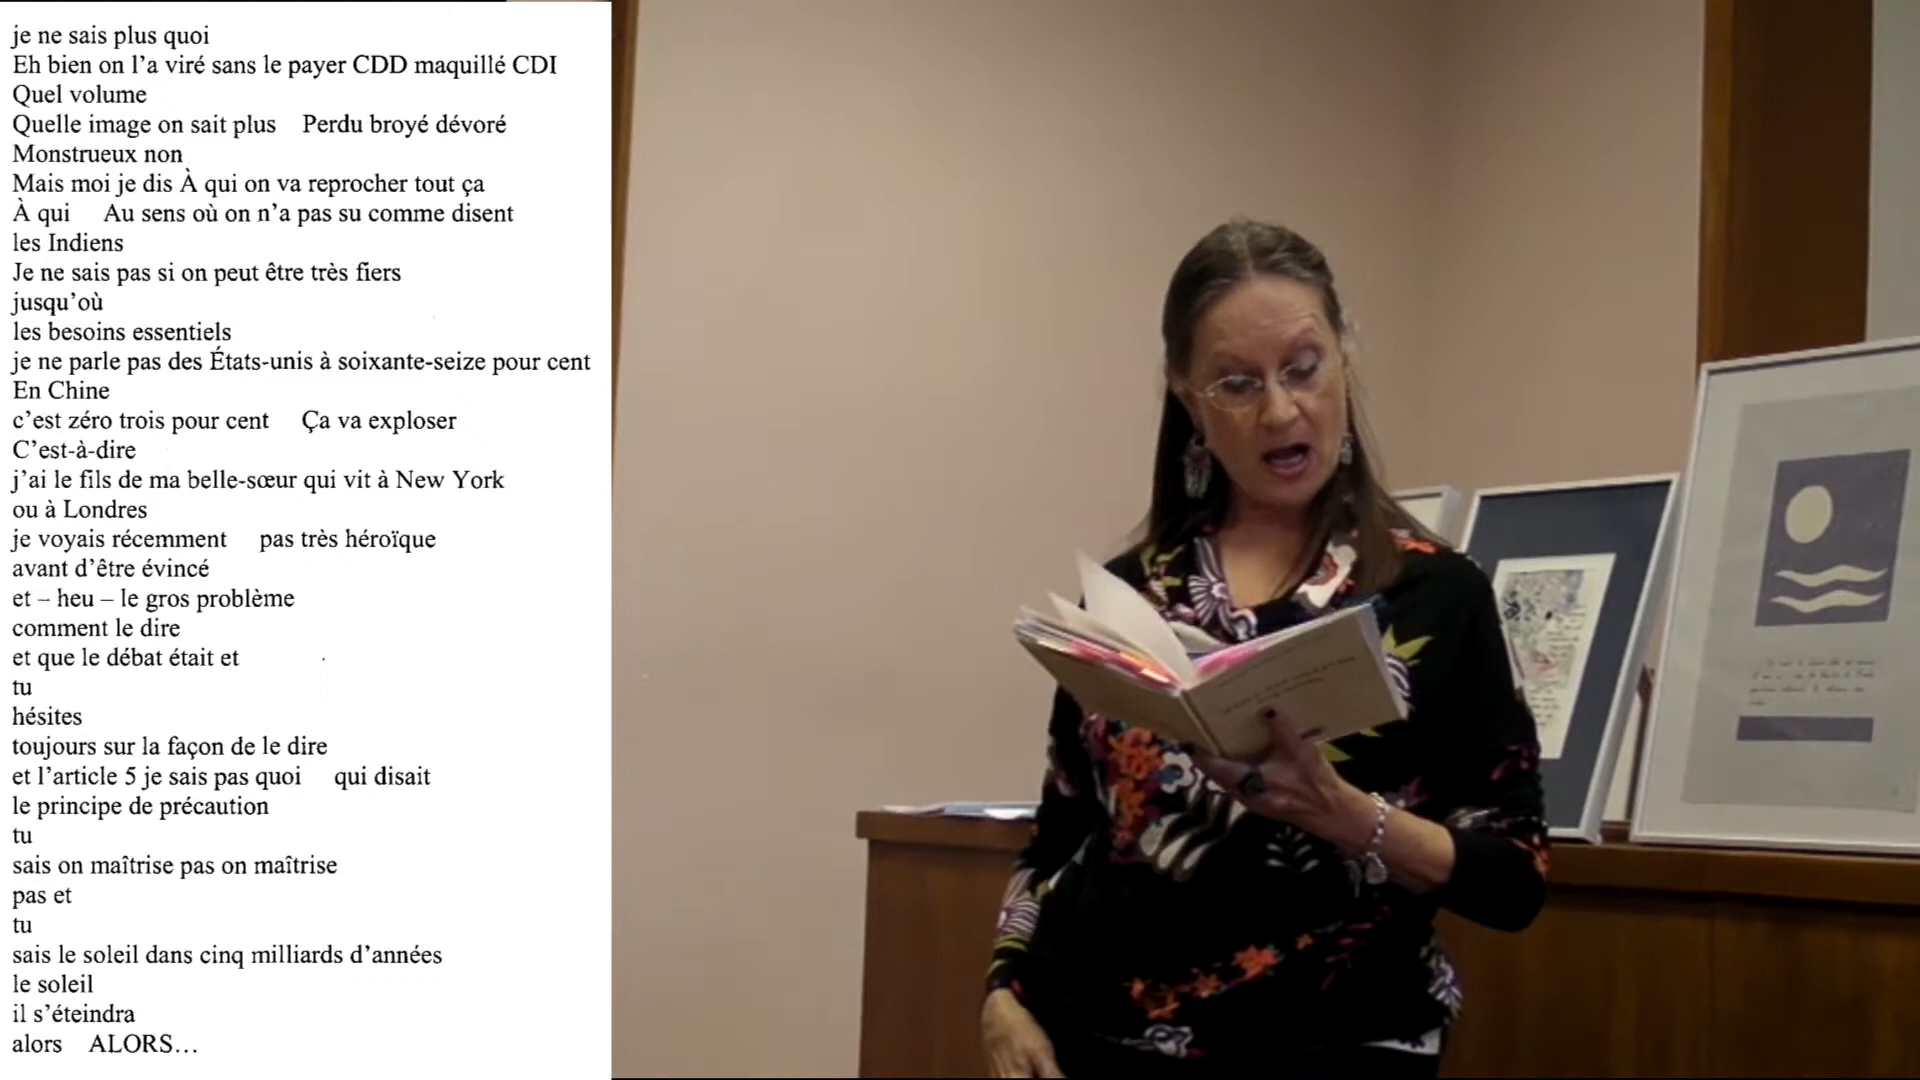 je ne sais plus quoi
Eh bien on l’a viré sans le payer CDD maquillé CDI
Quel volume
Quelle image on sait plus Perdu broyé dévoré
Monstrueux non
Mais moi je dis À qui on va reprocher tout ça
À qui Au sens où on n’a pas su comme disent
les Indiens
Je ne sais pas si on peut être très fiers
jusqu’où
les besoins essentiels
je ne parle pas des États-unis à soixante-seize pour cent
En Chine
c’est zéro trois pour cent Ça va exploser
C’est-à-dire
j’ai le fils de ma belle-sœur qui vit à New York
ou à Londres
je voyais récemment pas très héroïque
avant d’être évincé
et – heu – le gros problème
comment le dire
et que le débat était et
tu
hésites
toujours sur la façon de le dire
et l’article 5 je sais pas quoi qui disait
le principe de précaution
tu
sais on maîtrise pas on maîtrise
pas et
tu
sais le soleil dans cinq milliards d’années
le soleil
il s’éteindra
alors ALORS…